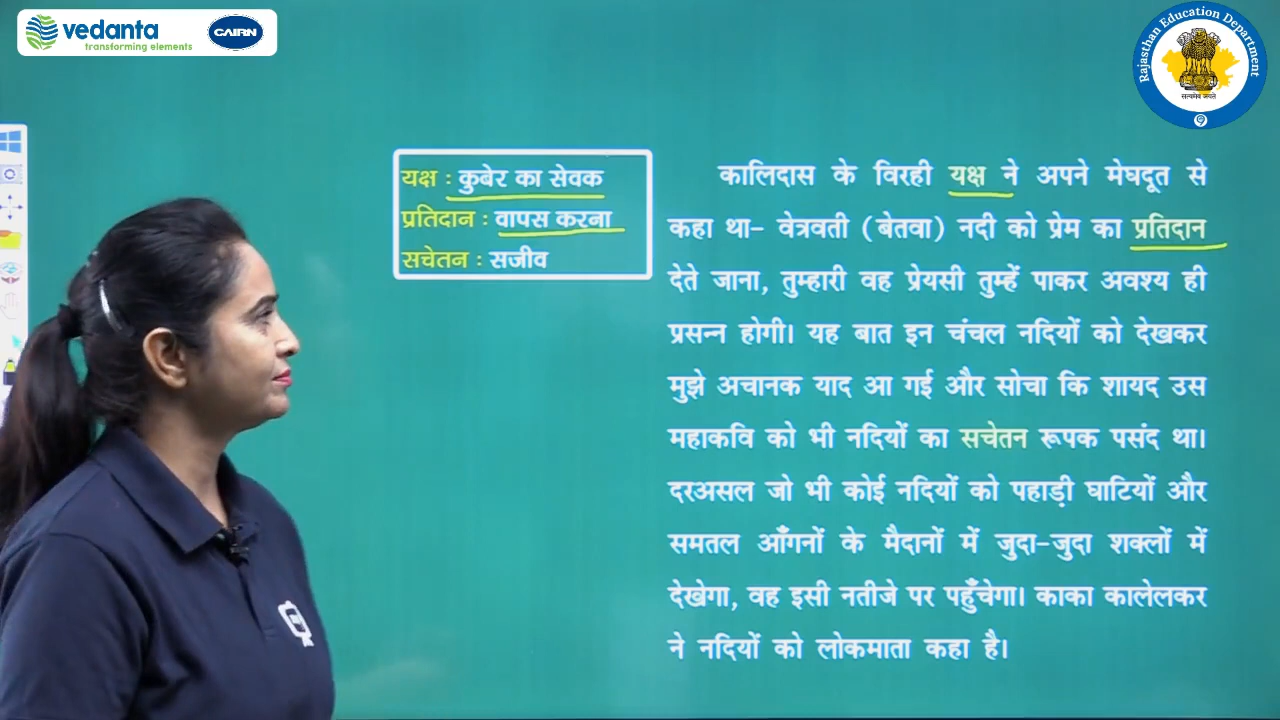 vedanta
transforming elements
CAIRN
Rajasthan Education Department
सत्यमेव जयते
यक्ष : कुबेर का सेवक
प्रतिदान : वापस करना
सचेतन : सजीव
कालिदास के विरही यक्ष ने अपने मेघदूत से
कहा था– वेत्रवती (बेतवा) नदी को प्रेम का प्रतिदान
देते जाना, तुम्हारी वह प्रेयसी तुम्हें पाकर अवश्य ही
प्रसन्न होगी। यह बात इन चंचल नदियों को देखकर
मुझे अचानक याद आ गई और सोचा कि शायद उस
महाकवि को भी नदियों का सचेतन रूपक पसंद था।
दरअसल जो भी कोई नदियों को पहाड़ी घाटियों और
समतल आँगनों के मैदानों में जुदा-जुदा शक्लों में
देखेगा, वह इसी नतीजे पर पहुँचेगा। काका कालेलकर
ने नदियों को लोकमाता कहा है।